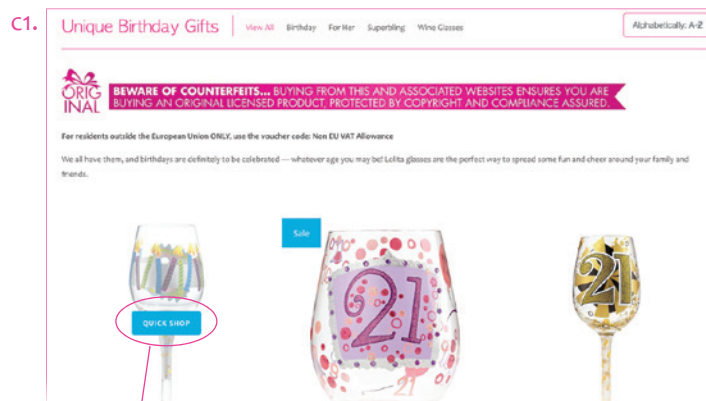 C1.
Unique Birthday Gifts
View All Birthday For Her Superbling Wine Glasses
Alphabetically: A-Z
ORIG
INAL
BEWARE OF COUNTERFEITS... BUYING FROM THIS AND ASSOCIATED WEBSITES ENSURES YOU ARE
BUYING AN ORIGINAL LICENSED PRODUCT, PROTECTED BY COPYRIGHT AND COMPLIANCE ASSURED.
For residents outside the European Union ONLY, use the voucher code: Non EU VAT Allowance
We all have them, and birthdays are definitely to be celebrated — whatever age you may be! Lolita glasses are the perfect way to spread some fun and cheer around your family and
friends.
Sale
21
21
21
QUICK SHOP